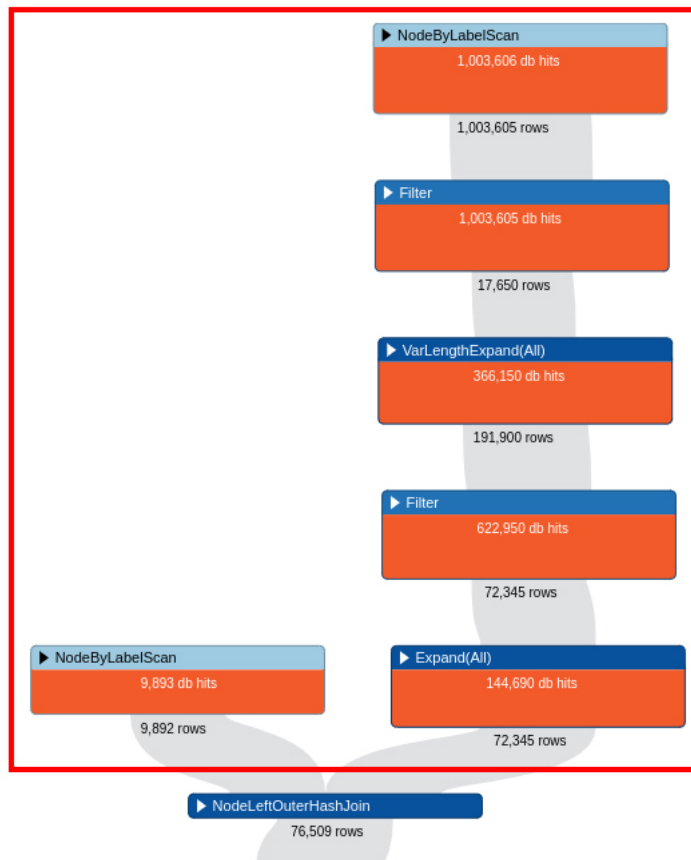 NodeByLabelScan
1,003,606 db hits
1,003,605 rows
Filter
1,003,605 db hits
17,650 rows
VarLengthExpand(All)
366,150 db hits
191,900 rows
Filter
622,950 db hits
72,345 rows
NodeByLabelScan
9,893 db hits
9,892 rows
Expand(All)
144,690 db hits
72,345 rows
NodeLeftOuterHashJoin
76,509 rows